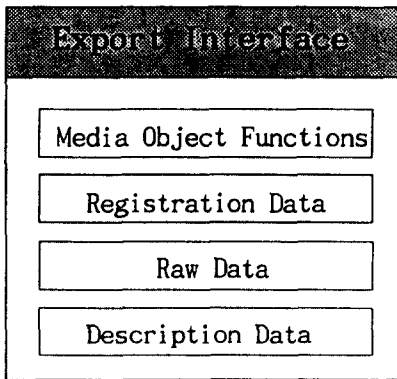 Export Interface
Media Object Functions
Registration Data
Raw Data
Description Data